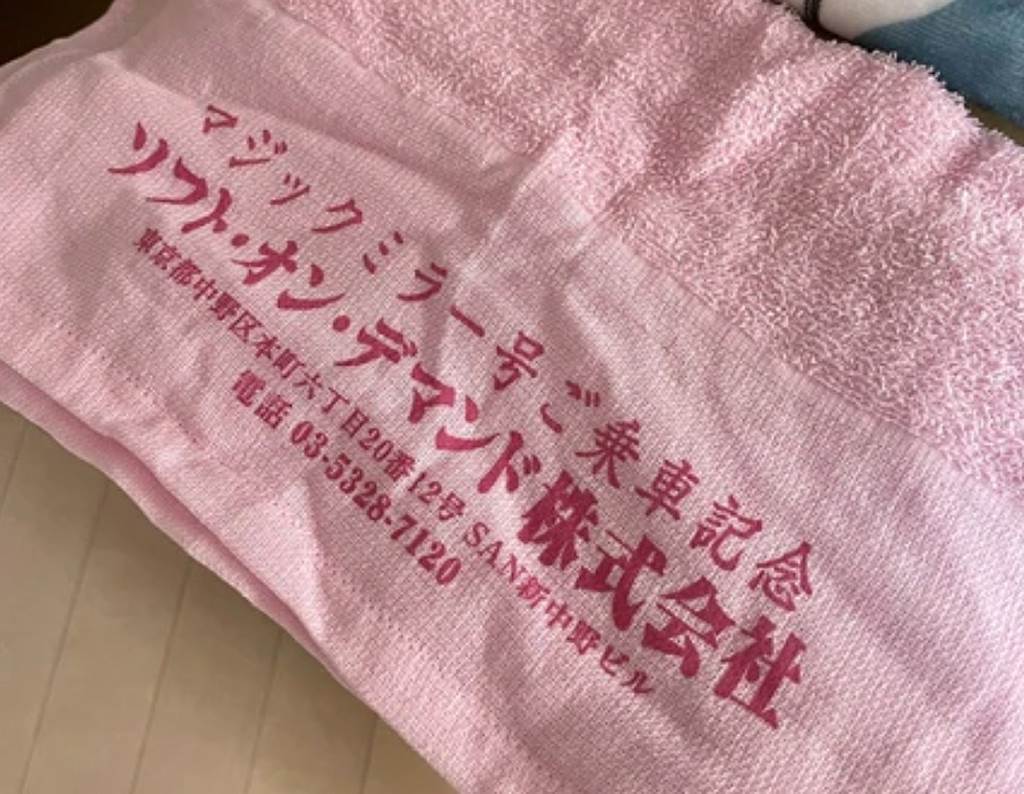 マジックミラー号ご乗車記念
ソフト・オン・デマンド株式会社
東京都中野区本町六丁目20番12号 SAN新中野ビル
電話 03-5328-7120